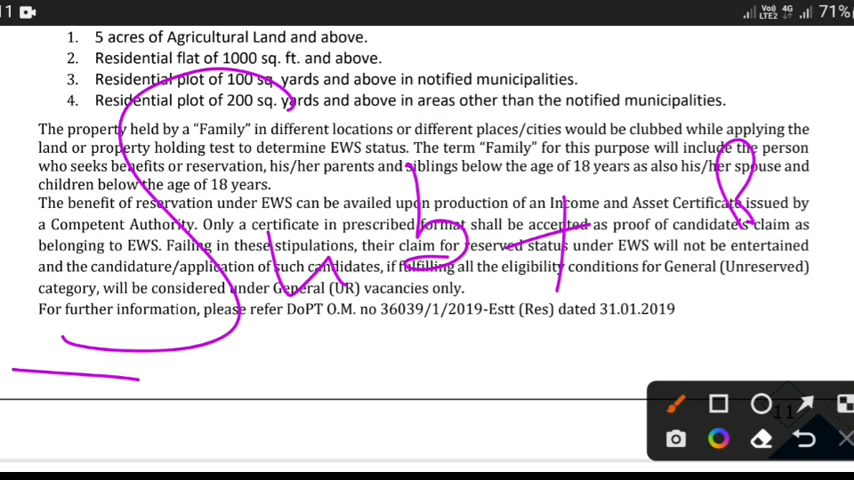 11
Vo)) 4G
LTE2
71%
1. 5 acres of Agricultural Land and above.
2. Residential flat of 1000 sq. ft. and above.
3. Residential plot of 100 sq. yards and above in notified municipalities.
4. Residential plot of 200 sq. yards and above in areas other than the notified municipalities.
The property held by a “Family” in different locations or different places/cities would be clubbed while applying the
land or property holding test to determine EWS status. The term “Family” for this purpose will include the person
who seeks benefits or reservation, his/her parents and siblings below the age of 18 years as also his/her spouse and
children below the age of 18 years.
The benefit of reservation under EWS can be availed upon production of an Income and Asset Certificate issued by
a Competent Authority. Only a certificate in prescribed format shall be accepted as proof of candidate's claim as
belonging to EWS. Failing in these stipulations, their claim for reserved status under EWS will not be entertained
and the candidature/application of such candidates, if fulfilling all the eligibility conditions for General (Unreserved)
category, will be considered under General (UR) vacancies only.
For further information, please refer DoPT O.M. no 36039/1/2019-Estt (Res) dated 31.01.2019
11